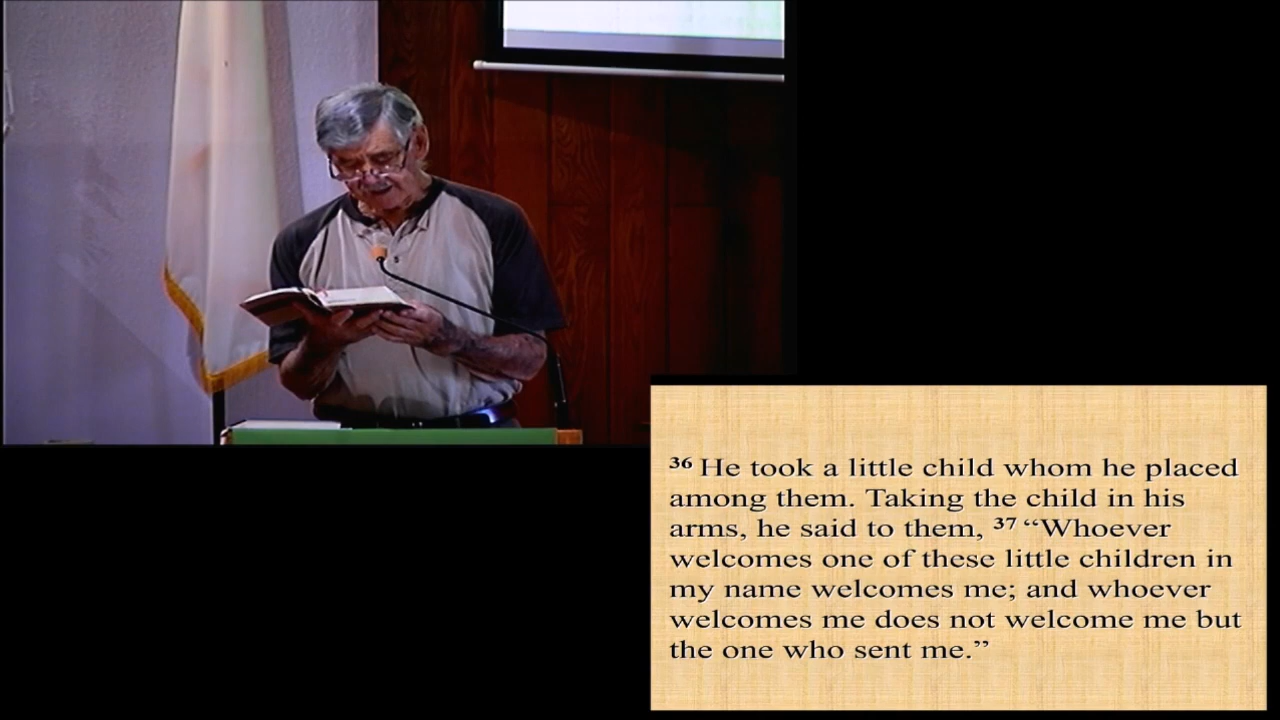 36 He took a little child whom he placed
among them. Taking the child in his
arms, he said to them, 37 “Whoever
welcomes one of these little children in
my name welcomes me; and whoever
welcomes me does not welcome me but
the one who sent me.”